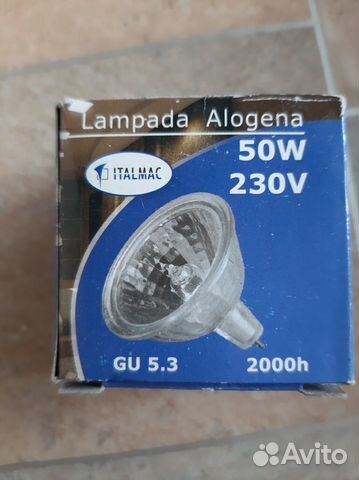 Lampada Alogena
50W
ITALMAC
230V
GU 5.3
2000h
Avito